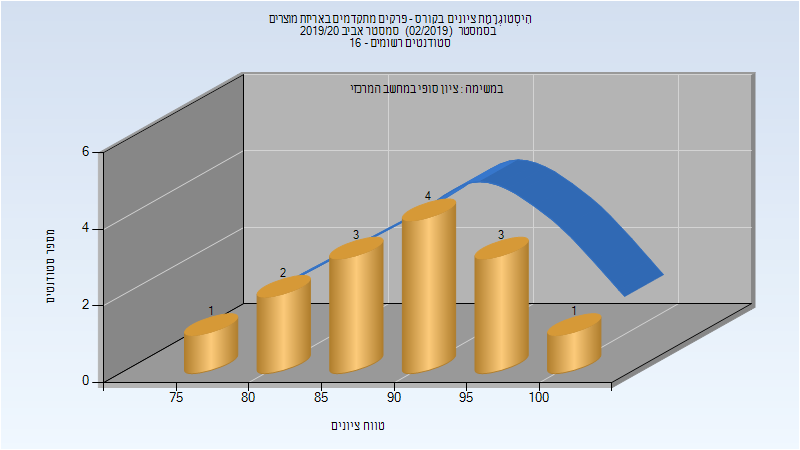 היסטוגרמת ציונים בקורס - פרקים מתקדמים באריזת מוצרים
בסמסטר (02/2019) סמסטר אביב 2019/20
סטודנטים רשומים - 16
במשימה : ציון סופי במחשב המרכזי
מספר סטודנטים
6
4
2
0
1
2
3
4
3
1
75
80
85
90
95
100
טווח ציונים